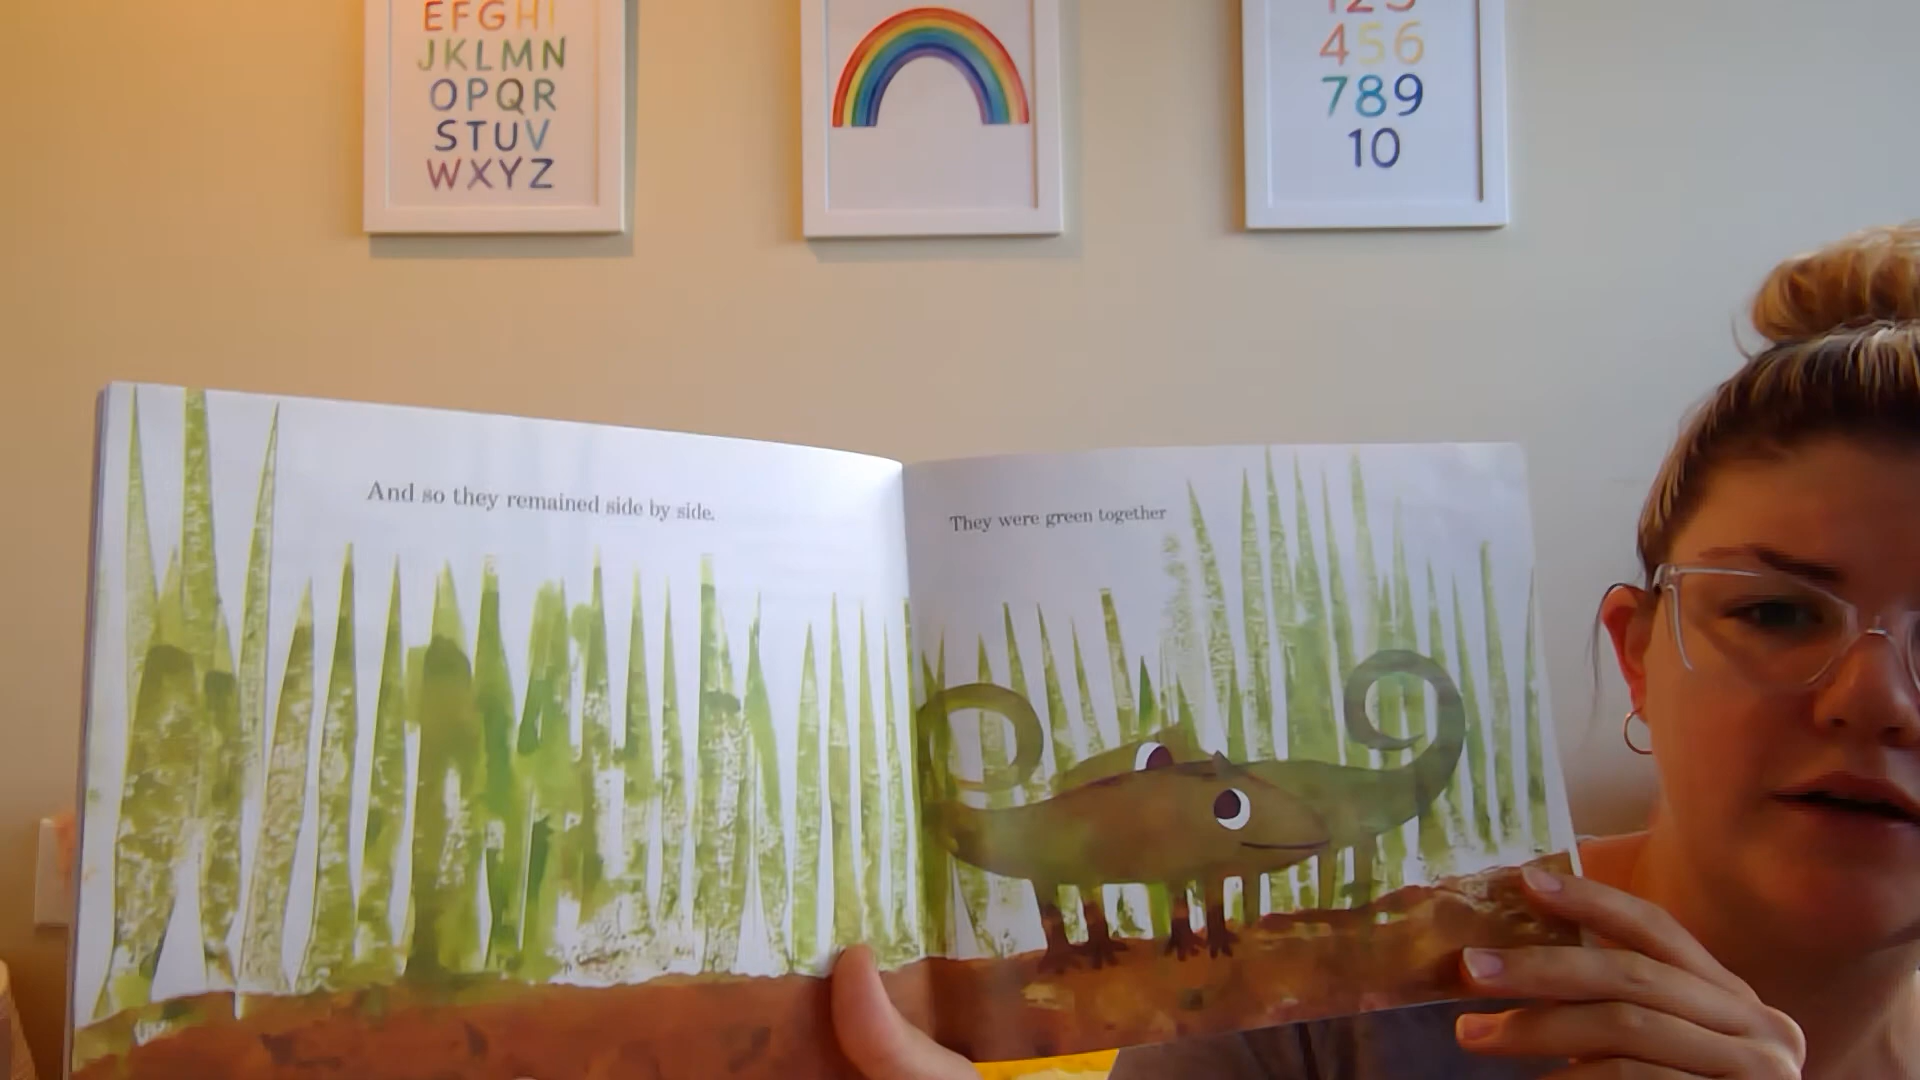 EFGHI
JKLMN
OPQR
STUV
WXYZ
123
456
789
10
And so they remained side by side.
They were green together